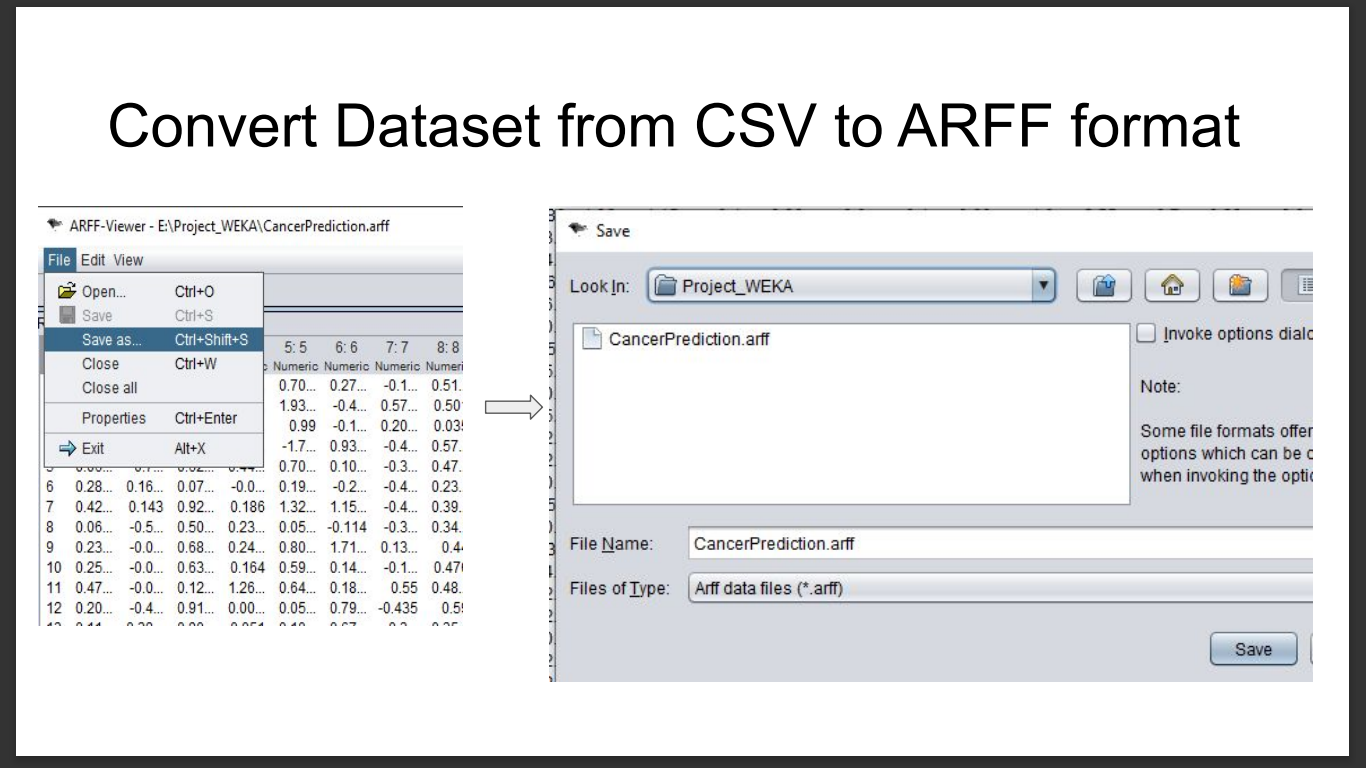 Convert Dataset from CSV to ARFF format
ARFF-Viewer - E:\Project_WEKA\CancerPrediction.arff
File Edit View
Open... Ctrl+O
Save Ctrl+S
Save as... Ctrl+Shift+S
Close Ctrl+W
Close all
Properties Ctrl+Enter
Exit Alt+X
5: 5 6: 6 7: 7 8: 8
Numeric Numeric Numeric Numeri
0.70... 0.27... -0.1... 0.51.
1.93... -0.4... 0.57... 0.50
0.99 -0.1... 0.20... 0.03
-1.7... 0.93... -0.4... 0.57.
0.70... 0.10... -0.3... 0.47.
6 0.28... 0.16... 0.07... -0.0... 0.19... -0.2... -0.4... 0.23.
7 0.42... 0.143 0.92... 0.186 1.32... 1.15... -0.4... 0.39.
8 0.06... -0.5... 0.50... 0.23... 0.05... -0.114 -0.3... 0.34.
9 0.23... -0.0... 0.68... 0.24... 0.80... 1.71... 0.13... 0.4
10 0.25... -0.0... 0.63... 0.164 0.59... 0.14... -0.1... 0.47
11 0.47... -0.0... 0.12... 1.26... 0.64... 0.18... 0.55 0.48.
12 0.20... -0.4... 0.91... 0.00... 0.05... 0.79... -0.435 0.5
Save
Look In: Project_WEKA
CancerPrediction.arff
Invoke options dialo
Note:
Some file formats offer
options which can be c
when invoking the optio
File Name: CancerPrediction.arff
Files of Type: Arff data files (*.arff)
Save